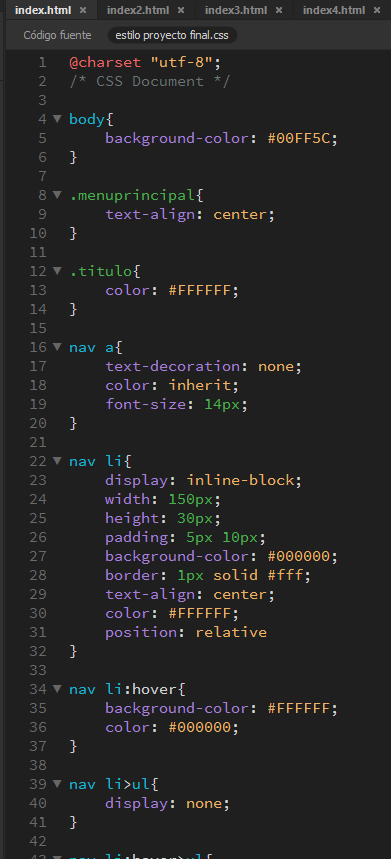 index.html × index2.html × index3.html × index4.html ×
Código fuente estilo proyecto final.css
1 @charset "utf-8";
2 /* CSS Document */
3
4 body{
5 background-color: #00FF5C;
6 }
7
8 .menuprincipal{
9 text-align: center;
10 }
11
12 .titulo{
13 color: #FFFFFF;
14 }
15
16 nav a{
17 text-decoration: none;
18 color: inherit;
19 font-size: 14px;
20 }
21
22 nav li{
23 display: inline-block;
24 width: 150px;
25 height: 30px;
26 padding: 5px 10px;
27 background-color: #000000;
28 border: 1px solid #fff;
29 text-align: center;
30 color: #FFFFFF;
31 position: relative
32 }
33
34 nav li:hover{
35 background-color: #FFFFFF;
36 color: #000000;
37 }
38
39 nav li>ul{
40 display: none;
41 }
42
43 nav li:hover>ul{